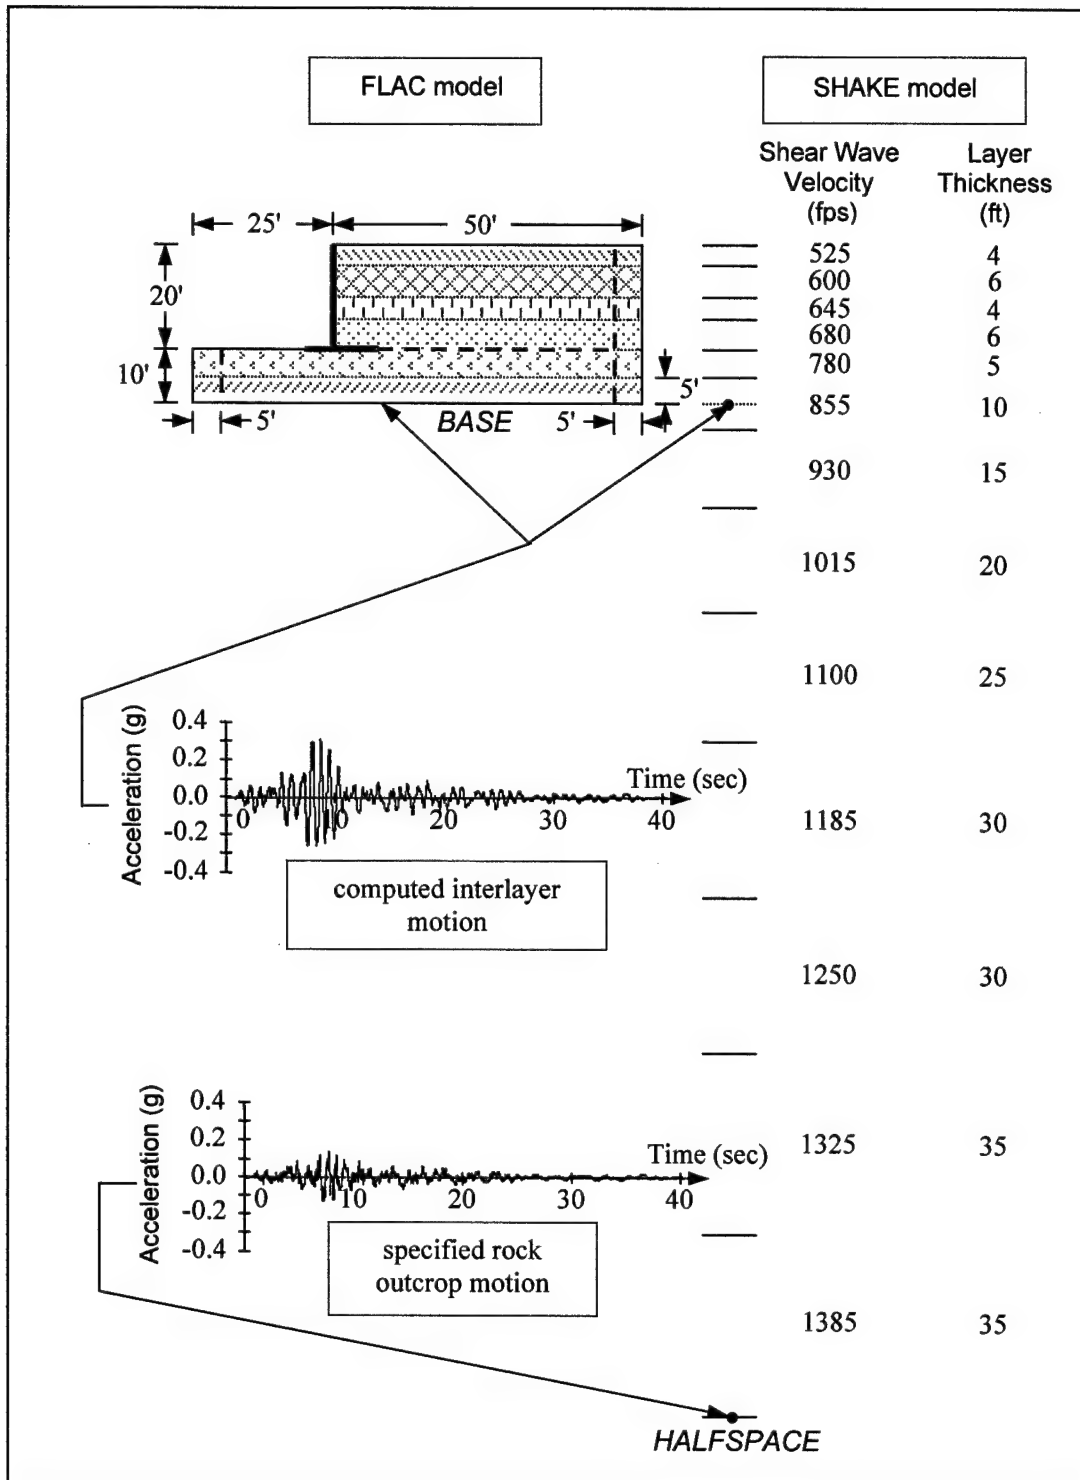 FLAC model
SHAKE model
Shear Wave
Velocity
(fps)
Layer
Thickness
(ft)
25'
50'
20'
10'
5'
BASE
5'
5'
525 4
600 6
645 4
680 6
780 5
855 10
930 15
1015 20
1100 25
1185 30
1250 30
1325 35
1385 35
Acceleration (g)
0.4
0.2
0.0
-0.2
-0.4
Time (sec)
0 10 20 30 40
computed interlayer
motion
Acceleration (g)
0.4
0.2
0.0
-0.2
-0.4
Time (sec)
0 10 20 30 40
specified rock
outcrop motion
HALFSPACE